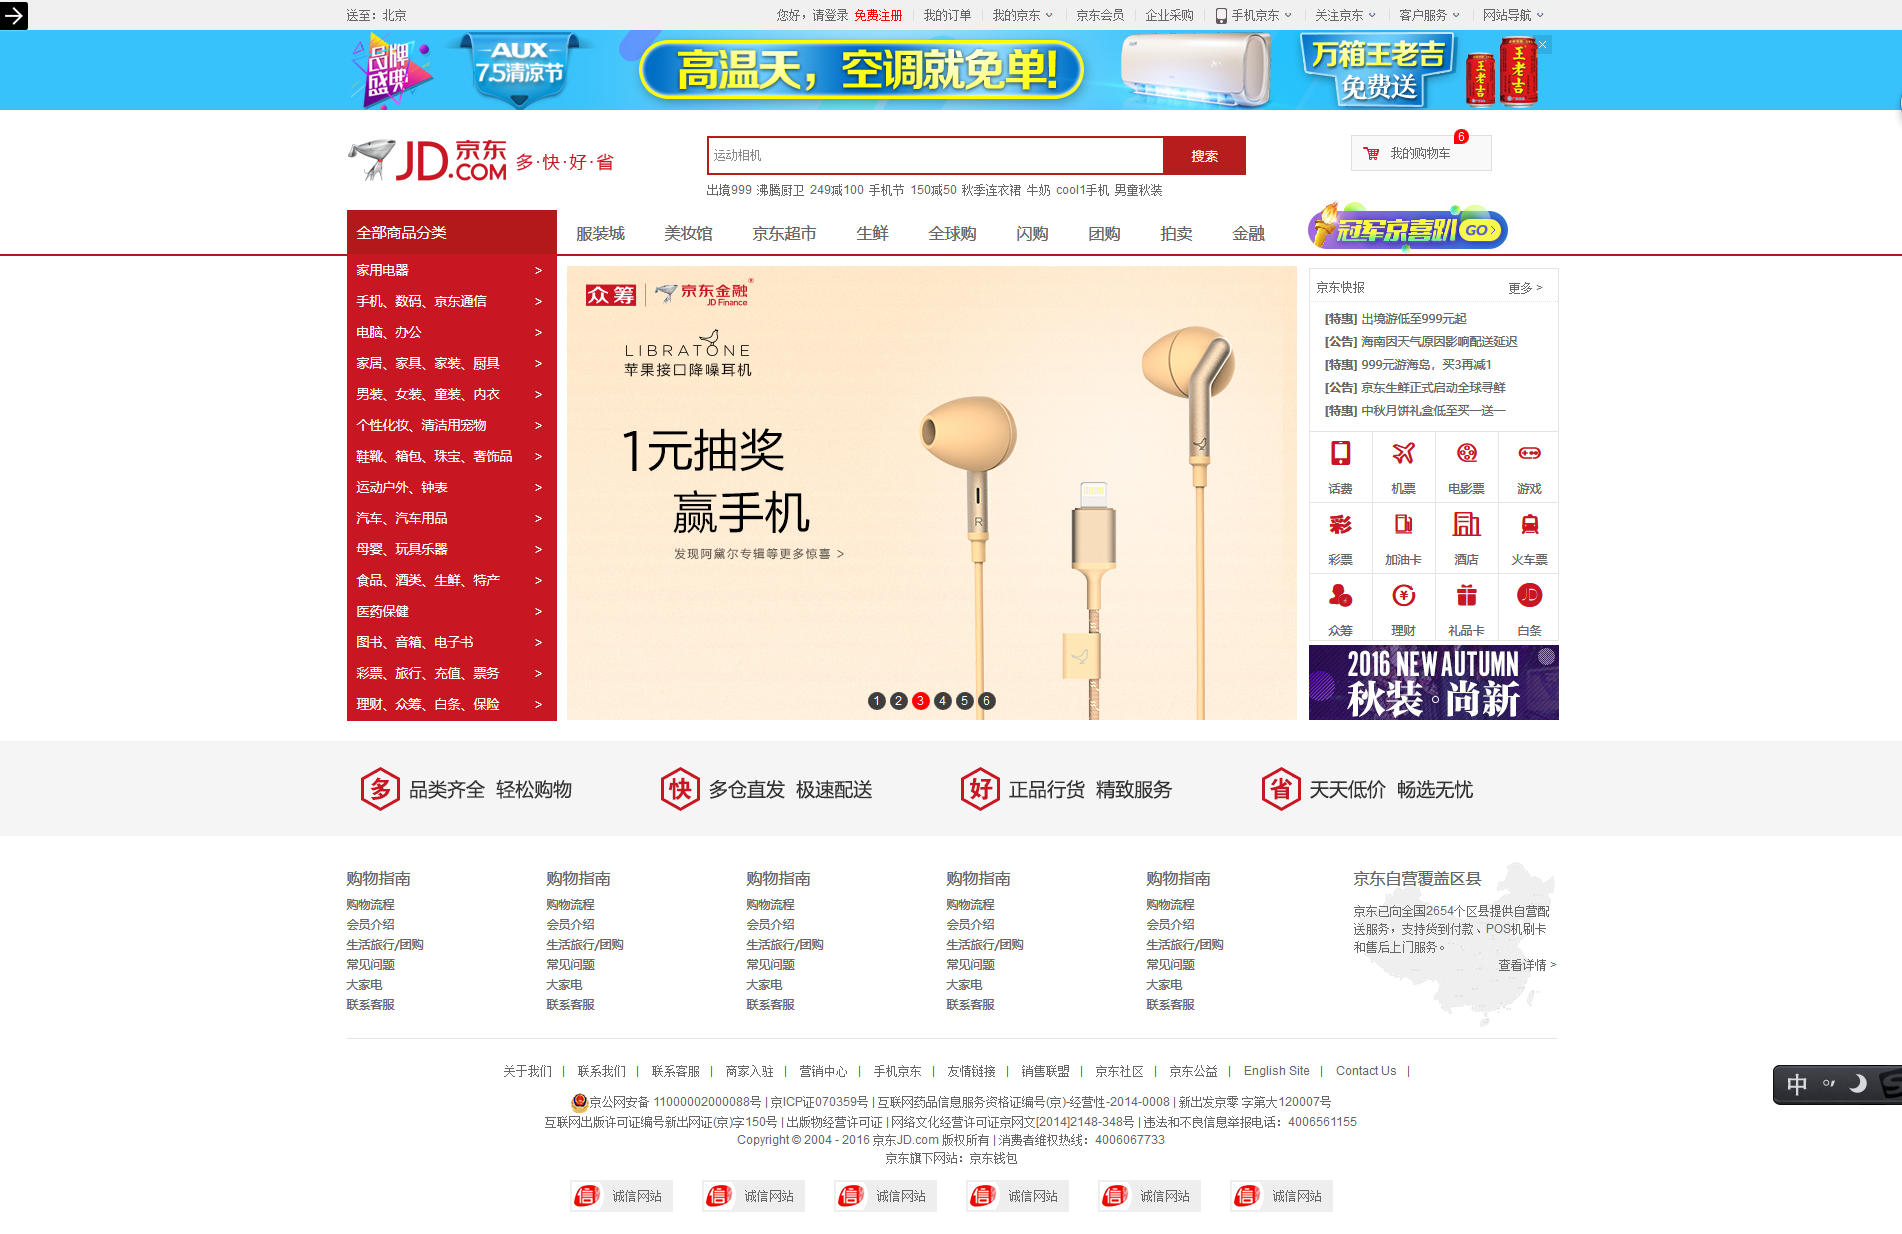 送至：北京
您好，请登录 免费注册 我的订单 我的京东 京东会员 企业采购 手机京东 关注京东 客户服务 网站导航
品牌盛典
AUX
7.5清凉节
高温天，空调就免单!
万箱王老吉
免费送
王老吉 王老吉
JD.COM 京东 多·快·好·省
运动相机 搜索
我的购物车 6
出境999 沸腾厨卫 249减100 手机节 150减50 秋季连衣裙 牛奶 cool1手机 男童秋装
全部商品分类 服装城 美妆馆 京东超市 生鲜 全球购 闪购 团购 拍卖 金融
冠军京喜趴 GO>
家用电器 >
手机、数码、京东通信 >
电脑、办公 >
家居、家具、家装、厨具 >
男装、女装、童装、内衣 >
个性化妆、清洁用宠物 >
鞋靴、箱包、珠宝、奢饰品 >
运动户外、钟表 >
汽车、汽车用品 >
母婴、玩具乐器 >
食品、酒类、生鲜、特产 >
医药保健 >
图书、音箱、电子书 >
彩票、旅行、充值、票务 >
理财、众筹、白条、保险 >
众筹 京东金融
JD Finance
LIBRATONE
苹果接口降噪耳机
1元抽奖
赢手机
发现阿黛尔专辑等更多惊喜 >
R
1 2 3 4 5 6
京东快报 更多 >
[特惠] 出境游低至999元起
[公告] 海南因天气原因影响配送延迟
[特惠] 999元游海岛，买3再减1
[公告] 京东生鲜正式启动全球寻鲜
[特惠] 中秋月饼礼盒低至买一送一
话费 机票 电影票 游戏
彩
彩票 加油卡 酒店 火车票
¥ JD
众筹 理财 礼品卡 白条
2016 NEW AUTUMN
秋装。尚新
多 品类齐全 轻松购物
快 多仓直发 极速配送
好 正品行货 精致服务
省 天天低价 畅选无忧
购物指南 购物指南 购物指南 购物指南 购物指南 京东自营覆盖区县
购物流程 购物流程 购物流程 购物流程 购物流程
会员介绍 会员介绍 会员介绍 会员介绍 会员介绍
生活旅行/团购 生活旅行/团购 生活旅行/团购 生活旅行/团购 生活旅行/团购
常见问题 常见问题 常见问题 常见问题 常见问题
大家电 大家电 大家电 大家电 大家电
联系客服 联系客服 联系客服 联系客服 联系客服
京东已向全国2654个区县提供自营配
送服务，支持货到付款、POS机刷卡
和售后上门服务。
查看详情 >
关于我们 | 联系我们 | 联系客服 | 商家入驻 | 营销中心 | 手机京东 | 友情链接 | 销售联盟 | 京东社区 | 京东公益 | English Site | Contact Us |
京公网安备 11000002000088号 | 京ICP证070359号 | 互联网药品信息服务资格证编号(京)-经营性-2014-0008 | 新出发京零 字第大120007号
互联网出版许可证编号新出网证(京)字150号 | 出版物经营许可证 | 网络文化经营许可证京网文[2014]2148-348号 | 违法和不良信息举报电话：4006561155
Copyright © 2004 - 2016 京东JD.com 版权所有 | 消费者维权热线：4006067733
京东旗下网站：京东钱包
信 诚信网站 信 诚信网站 信 诚信网站 信 诚信网站 信 诚信网站 信 诚信网站
中